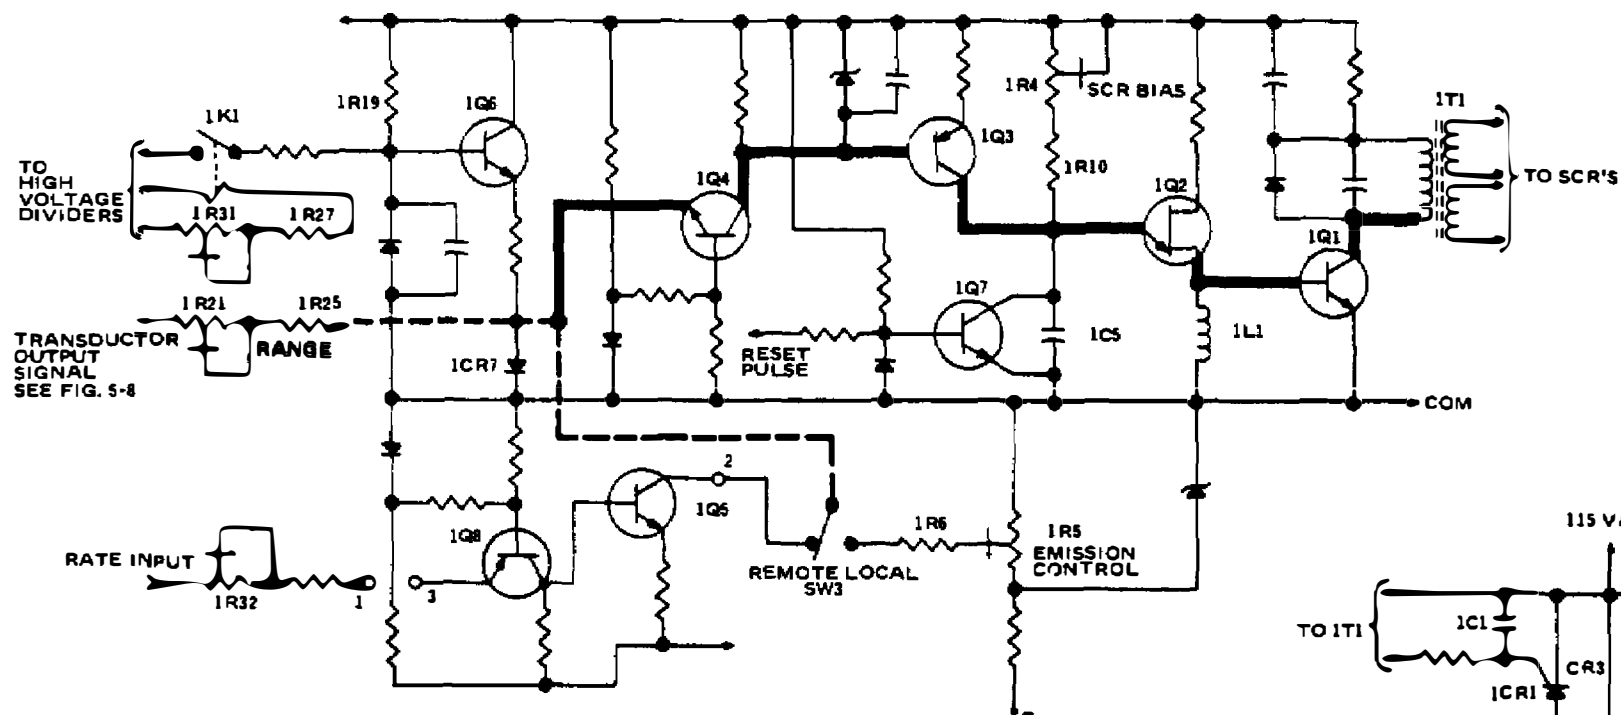 1R19
1Q6
1K1
TO
HIGH
VOLTAGE
DIVIDERS
1R31
1R27
1R21
1R25
TRANSDUCTOR
OUTPUT
SIGNAL
SEE FIG. 5-8
RANGE
1CR7
1Q4
1Q3
1R4
SCR BIAS
1R10
1Q2
1T1
TO SCR'S
1Q1
1Q7
RESET
PULSE
1C5
1L1
COM
2
1Q5
1Q8
RATE INPUT
1R32
1
3
REMOTE LOCAL
SW3
1R6
1R5
EMISSION
CONTROL
115 V
TO 1T1
1C1
1CR1
CR3